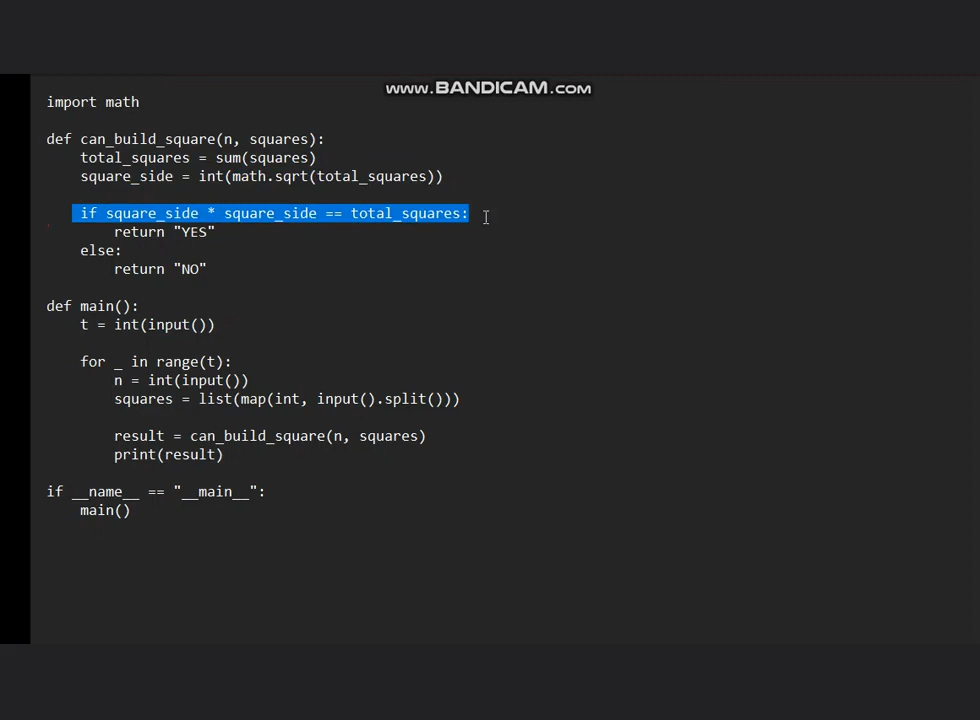 www.BANDICAM.com
import math
def can_build_square(n, squares):
    total_squares = sum(squares)
    square_side = int(math.sqrt(total_squares))
    if square_side * square_side == total_squares:
        return "YES"
    else:
        return "NO"
def main():
    t = int(input())
    for _ in range(t):
        n = int(input())
        squares = list(map(int, input().split()))
        result = can_build_square(n, squares)
        print(result)
if __name__ == "__main__":
    main()